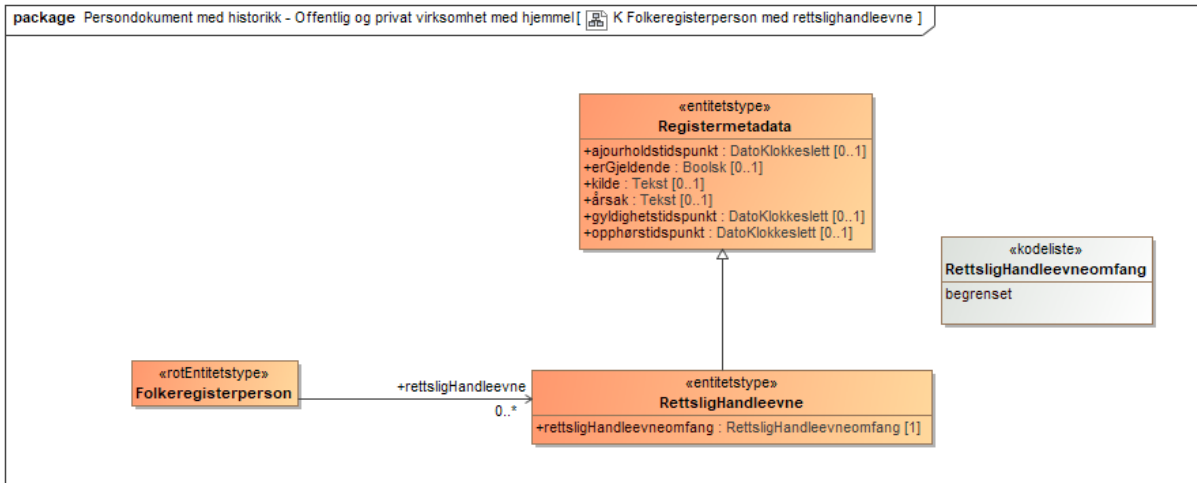 package Persondokument med historikk - Offentlig og privat virksomhet med hjemmel[ K Folkeregisterperson med rettslighandleevne ]
«entitetstype»
Registermetadata
+ajourholdstidspunkt : DatoKlokkeslett [0..1]
+erGjeldende : Boolsk [0..1]
+kilde : Tekst [0..1]
+årsak : Tekst [0..1]
+gyldighetstidspunkt : DatoKlokkeslett [0..1]
+opphørstidspunkt : DatoKlokkeslett [0..1]
«kodeliste»
RettsligHandleevneomfang
begrenset
«rotEntitetstype»
Folkeregisterperson
+rettsligHandleevne
0..*
«entitetstype»
RettsligHandleevne
+rettsligHandleevneomfang : RettsligHandleevneomfang [1]